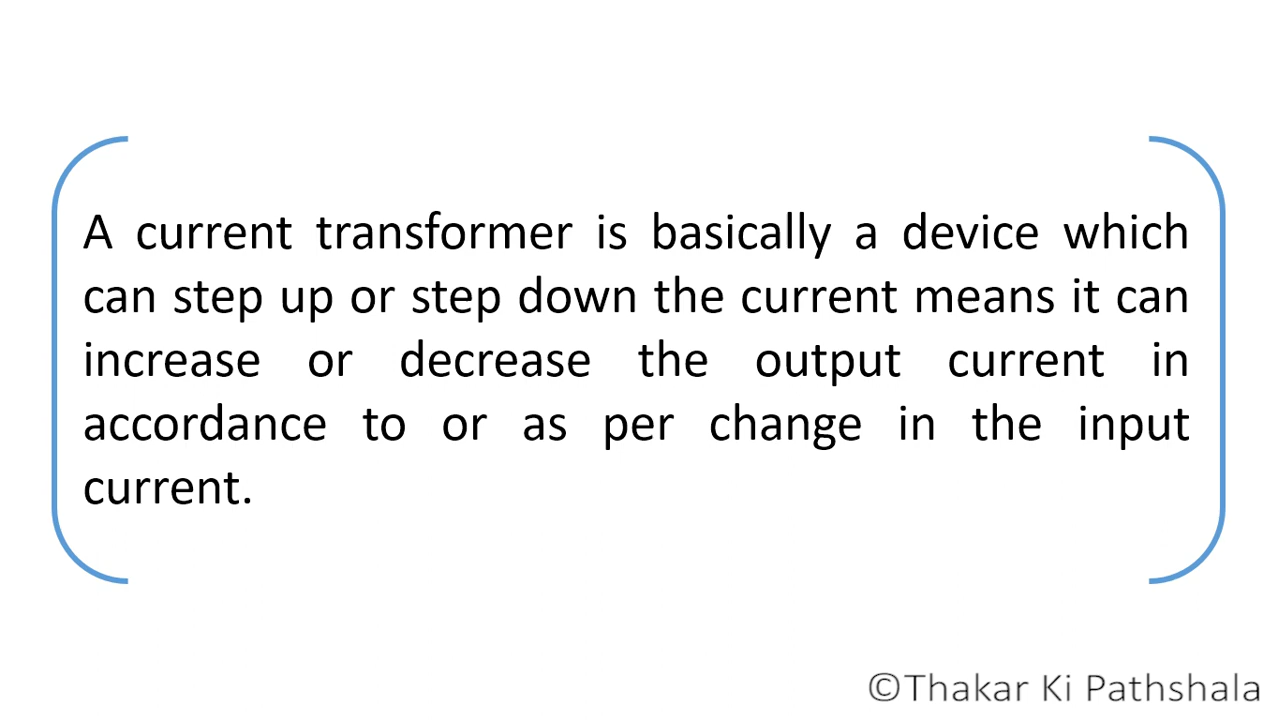 A current transformer is basically a device which
can step up or step down the current means it can
increase or decrease the output current in
accordance to or as per change in the input
current.
©Thakar Ki Pathshala